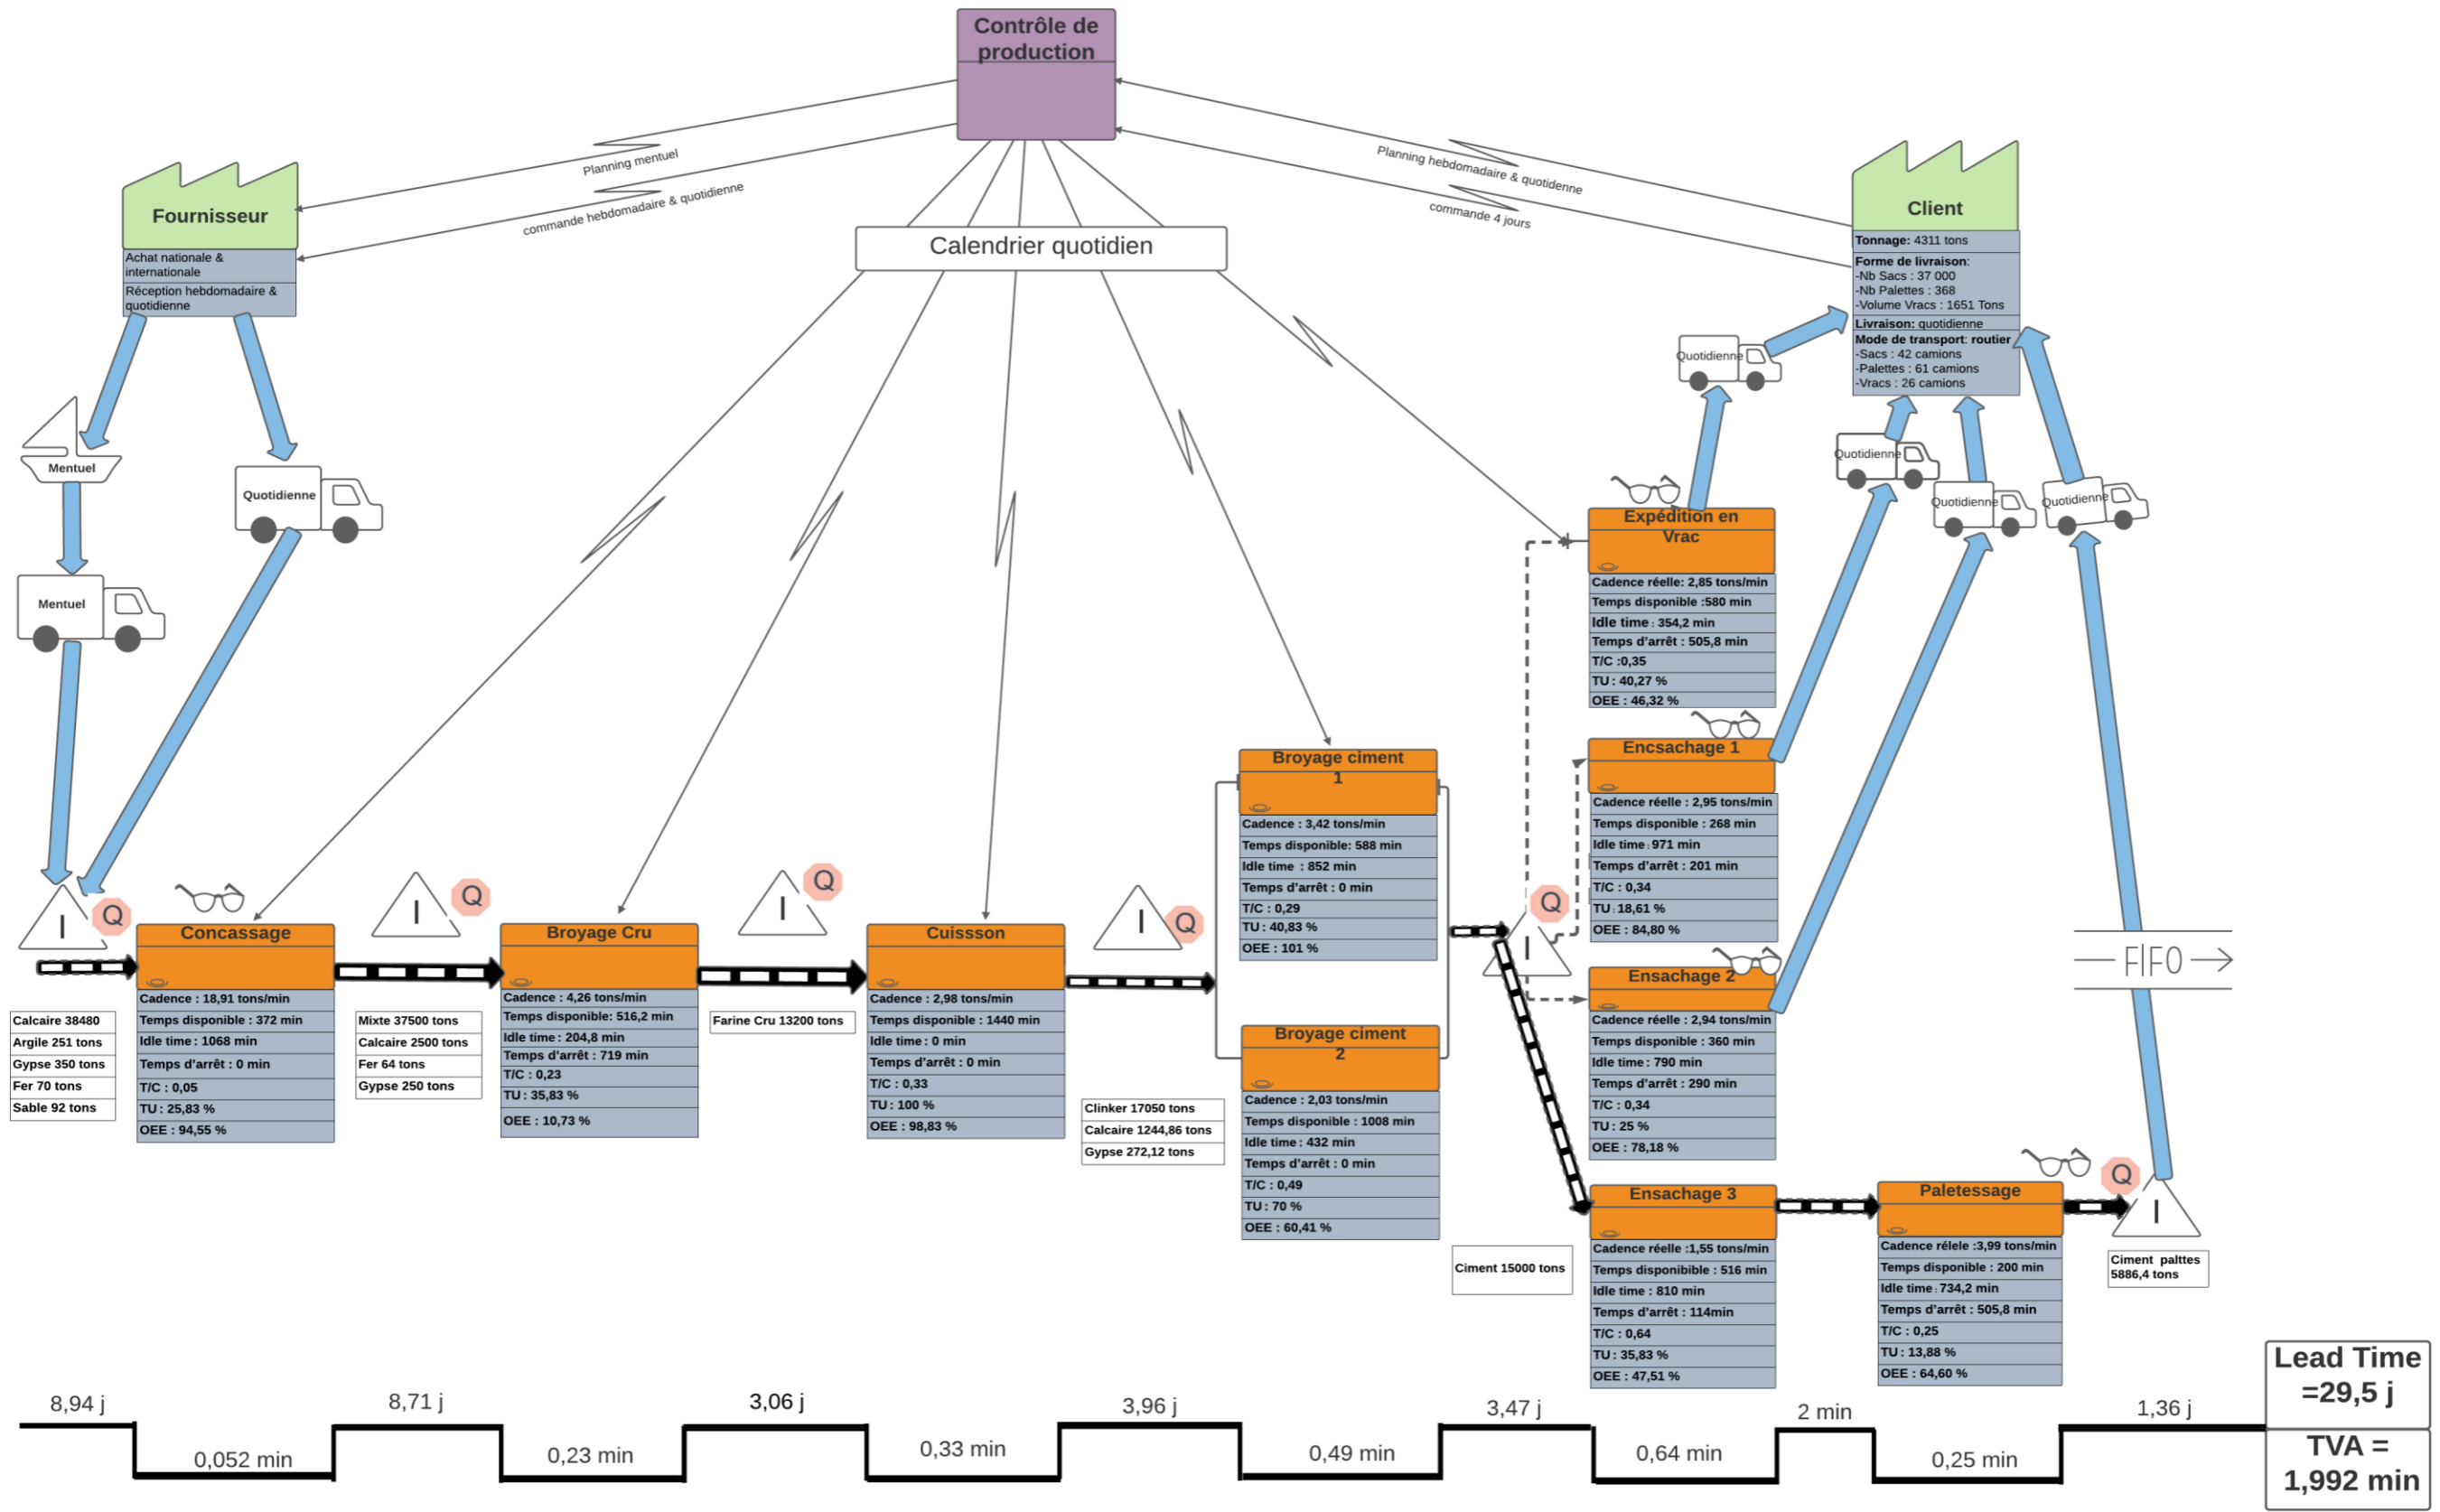 Contrôle de
production
Planning mentuel
commande hebdomadaire & quotidienne
Planning hebdomadaire & quotidenne
commande 4 jours
Calendrier quotidien
Fournisseur
Achat nationale &
internationale
Réception hebdomadaire &
quotidienne
Client
Tonnage: 4311 tons
Forme de livraison:
-Nb Sacs : 37 000
-Nb Palettes : 368
-Volume Vracs : 1651 Tons
Livraison: quotidienne
Mode de transport: routier
-Sacs : 42 camions
-Palettes : 61 camions
-Vracs : 26 camions
Mentuel
Quotidienne
Mentuel
Quotidienne
Quotidienne
Quotidienne
Quotidienne
Expédition en
Vrac
Cadence réelle: 2,85 tons/min
Temps disponible :580 min
Idle time : 354,2 min
Temps d'arrêt : 505,8 min
T/C :0,35
TU : 40,27 %
OEE : 46,32 %
Encsachage 1
Cadence réelle : 2,95 tons/min
Temps disponible : 268 min
Idle time : 971 min
Temps d'arrêt : 201 min
T/C : 0,34
TU : 18,61 %
OEE : 84,80 %
Ensachage 2
Cadence réelle : 2,94 tons/min
Temps disponible : 360 min
Idle time : 790 min
Temps d'arrêt : 290 min
T/C : 0,34
TU : 25 %
OEE : 78,18 %
Ensachage 3
Cadence réelle :1,55 tons/min
Temps disponibible : 516 min
Idle time : 810 min
Temps d'arrêt : 114min
T/C : 0,64
TU : 35,83 %
OEE : 47,51 %
Paletessage
Cadence rélele :3,99 tons/min
Temps disponible : 200 min
Idle time : 734,2 min
Temps d'arrêt : 505,8 min
T/C : 0,25
TU : 13,88 %
OEE : 64,60 %
FIFO
I
Q
Ciment palttes
5886,4 tons
I
Q
Calcaire 38480
Argile 251 tons
Gypse 350 tons
Fer 70 tons
Sable 92 tons
Concassage
Cadence : 18,91 tons/min
Temps disponible : 372 min
Idle time : 1068 min
Temps d'arrêt : 0 min
T/C : 0,05
TU : 25,83 %
OEE : 94,55 %
I
Q
Mixte 37500 tons
Calcaire 2500 tons
Fer 64 tons
Gypse 250 tons
Broyage Cru
Cadence : 4,26 tons/min
Temps disponible: 516,2 min
Idle time : 204,8 min
Temps d'arrêt : 719 min
T/C : 0,23
TU : 35,83 %
OEE : 10,73 %
I
Q
Farine Cru 13200 tons
Cuissson
Cadence : 2,98 tons/min
Temps disponible : 1440 min
Idle time : 0 min
Temps d'arrêt : 0 min
T/C : 0,33
TU : 100 %
OEE : 98,83 %
I
Q
Clinker 17050 tons
Calcaire 1244,86 tons
Gypse 272,12 tons
Broyage ciment
1
Cadence : 3,42 tons/min
Temps disponible: 588 min
Idle time : 852 min
Temps d'arrêt : 0 min
T/C : 0,29
TU : 40,83 %
OEE : 101 %
Broyage ciment
2
Cadence : 2,03 tons/min
Temps disponible : 1008 min
Idle time : 432 min
Temps d'arrêt : 0 min
T/C : 0,49
TU : 70 %
OEE : 60,41 %
I
Q
Ciment 15000 tons
8,94 j
0,052 min
8,71 j
0,23 min
3,06 j
0,33 min
3,96 j
0,49 min
3,47 j
0,64 min
2 min
0,25 min
1,36 j
Lead Time
=29,5 j
TVA =
1,992 min